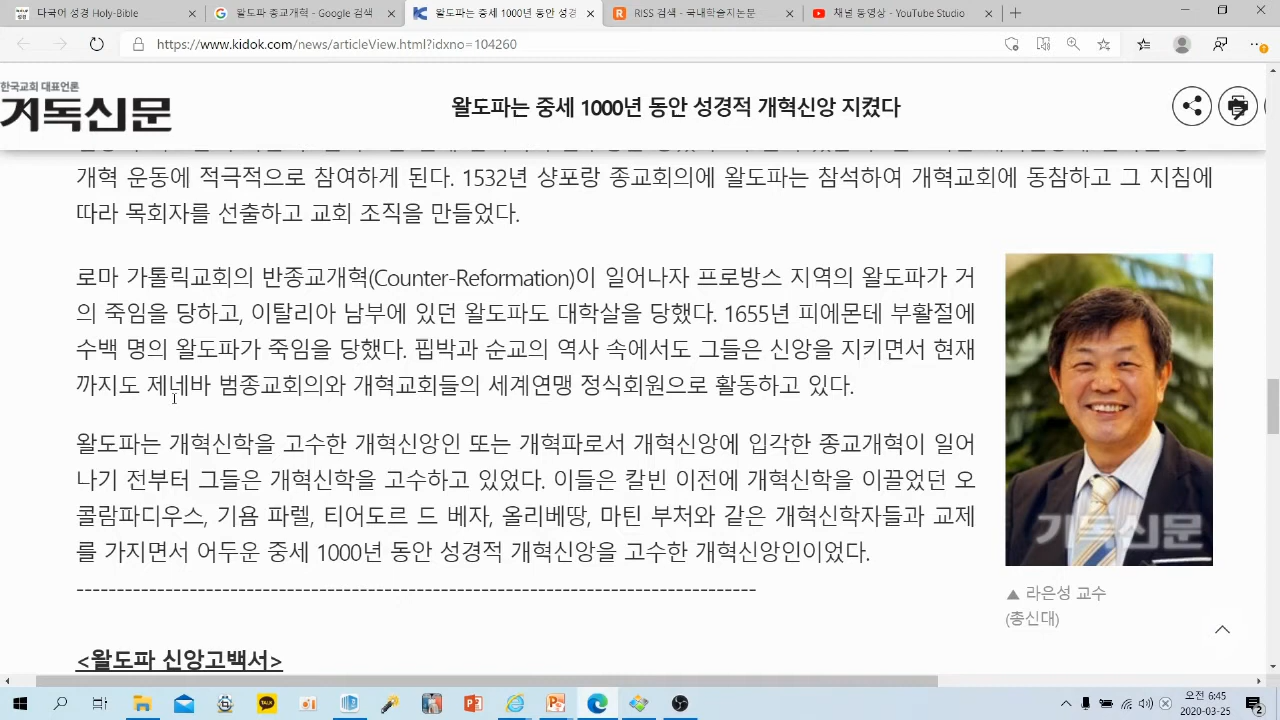 다국어 성경 Holy Bible
왈도파 종교개혁 - Google 검색
왈도파는 중세 1000년 동안 성경
RISS 검색 - 국내학술지논문
채널 동영상 - YouTube Studio
https://www.kidok.com/news/articleView.html?idxno=104260
한국교회 대표언론
기독신문
왈도파는 중세 1000년 동안 성경적 개혁신앙 지켰다
개혁 운동에 적극적으로 참여하게 된다. 1532년 샹포랑 종교회의에 왈도파는 참석하여 개혁교회에 동참하고 그 지침에
따라 목회자를 선출하고 교회 조직을 만들었다.
로마 가톨릭교회의 반종교개혁(Counter-Reformation)이 일어나자 프로방스 지역의 왈도파가 거
의 죽임을 당하고, 이탈리아 남부에 있던 왈도파도 대학살을 당했다. 1655년 피에몬테 부활절에
수백 명의 왈도파가 죽임을 당했다. 핍박과 순교의 역사 속에서도 그들은 신앙을 지키면서 현재
까지도 제네바 범종교회의와 개혁교회들의 세계연맹 정식회원으로 활동하고 있다.
왈도파는 개혁신학을 고수한 개혁신앙인 또는 개혁파로서 개혁신앙에 입각한 종교개혁이 일어
나기 전부터 그들은 개혁신학을 고수하고 있었다. 이들은 칼빈 이전에 개혁신학을 이끌었던 오
콜람파디우스, 기욤 파렐, 티어도르 드 베자, 올리베땅, 마틴 부처와 같은 개혁신학자들과 교제
를 가지면서 어두운 중세 1000년 동안 성경적 개혁신앙을 고수한 개혁신앙인이었다.
기독신문
▲ 라은성 교수
(총신대)
<왈도파 신앙고백서>
TALK
오전 6:45
2020-03-25
2